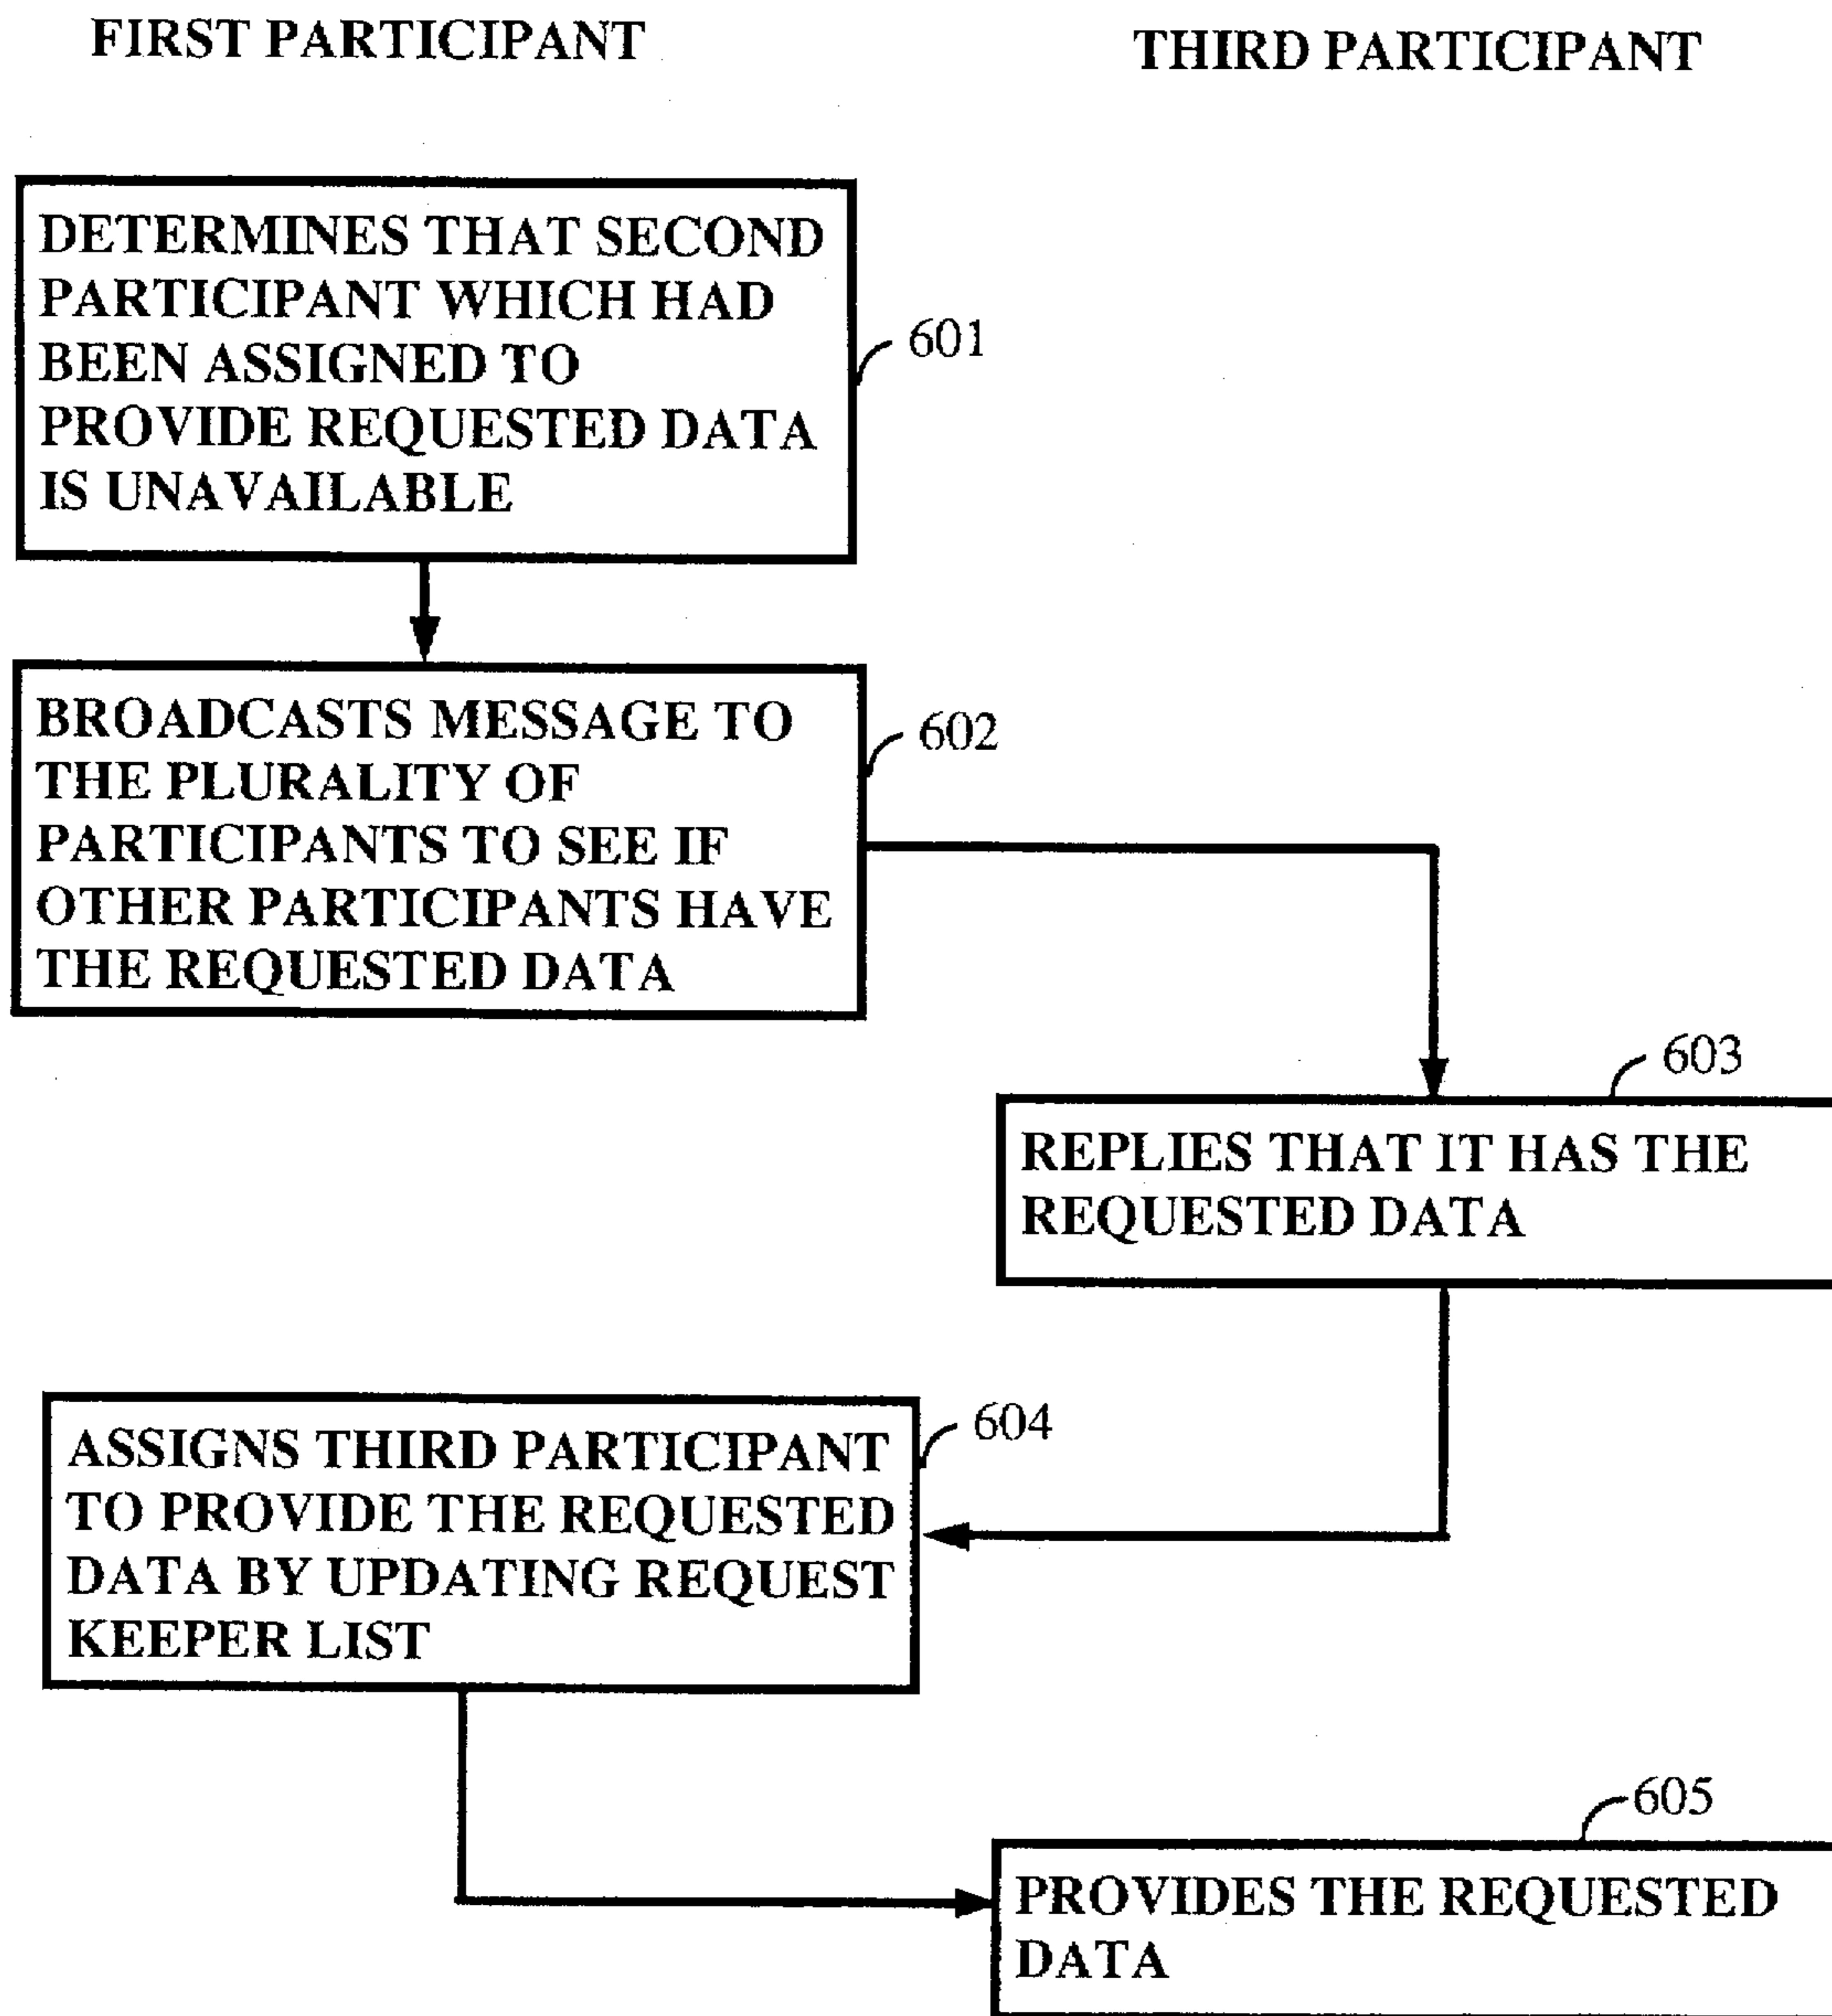 FIRST PARTICIPANT
THIRD PARTICIPANT
DETERMINES THAT SECOND
PARTICIPANT WHICH HAD
BEEN ASSIGNED TO
PROVIDE REQUESTED DATA
IS UNAVAILABLE
601
BROADCASTS MESSAGE TO
THE PLURALITY OF
PARTICIPANTS TO SEE IF
OTHER PARTICIPANTS HAVE
THE REQUESTED DATA
602
603
REPLIES THAT IT HAS THE
REQUESTED DATA
ASSIGNS THIRD PARTICIPANT
TO PROVIDE THE REQUESTED
DATA BY UPDATING REQUEST
KEEPER LIST
604
605
PROVIDES THE REQUESTED
DATA